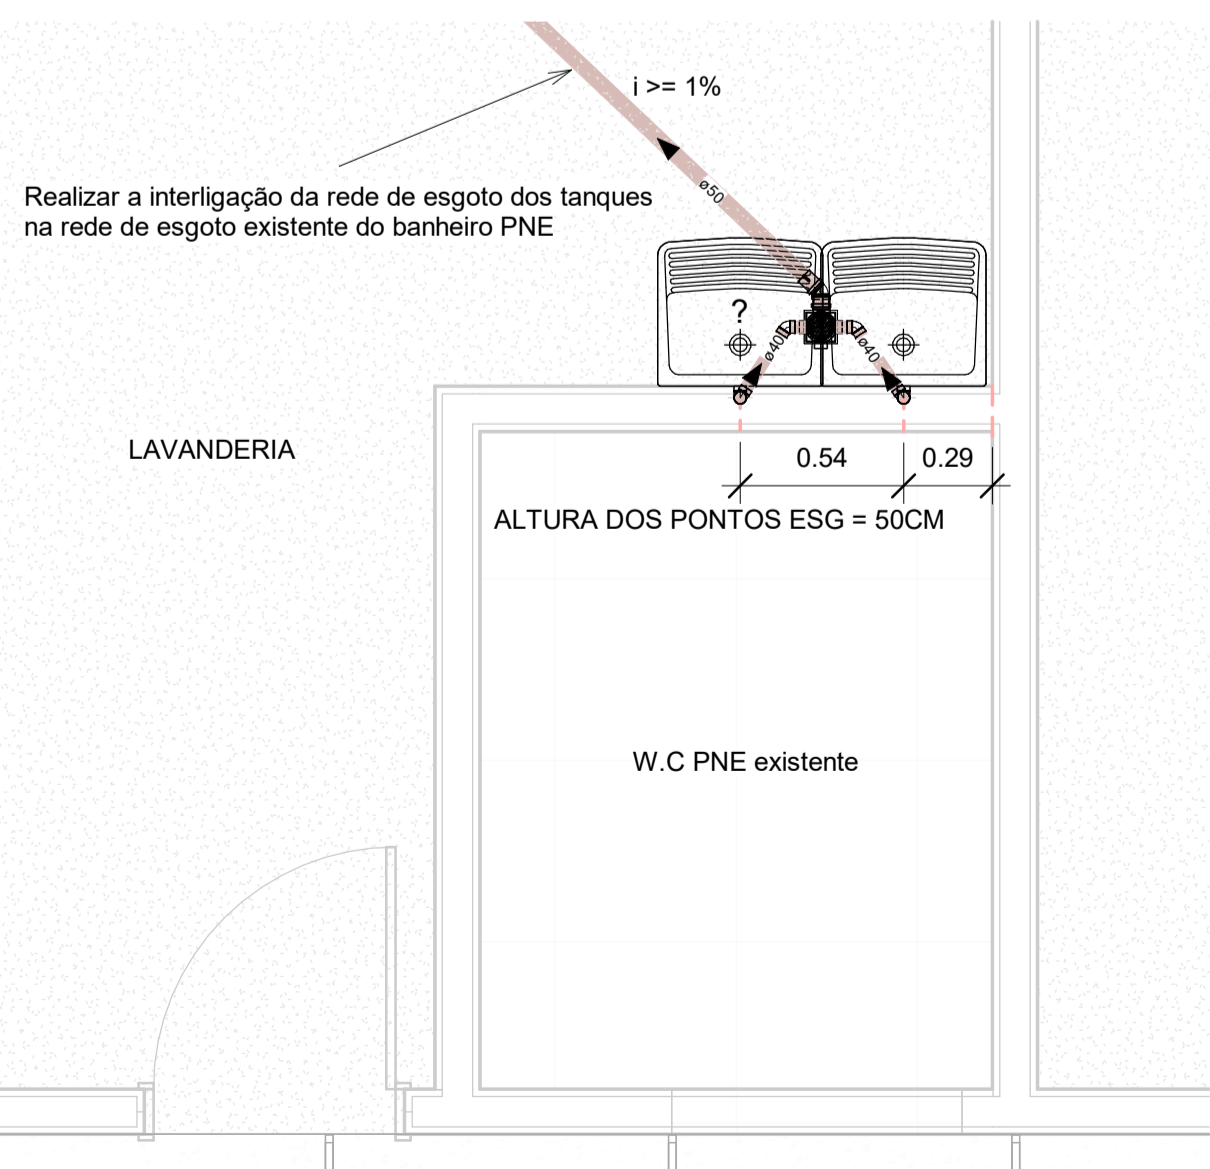 i >= 1%
ø50
Realizar a interligação da rede de esgoto dos tanques
na rede de esgoto existente do banheiro PNE
?
ø40
ø40
LAVANDERIA
0.54
0.29
ALTURA DOS PONTOS ESG = 50CM
W.C PNE existente